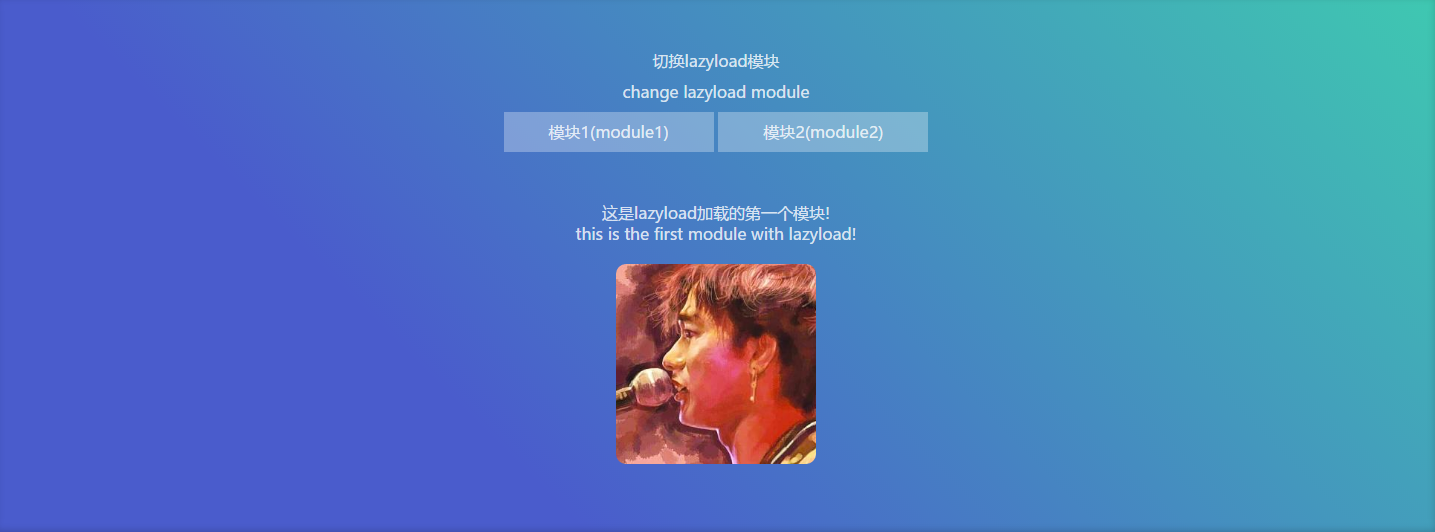 切换lazyload模块
change lazyload module
模块1(module1) 模块2(module2)
这是lazyload加载的第一个模块!
this is the first module with lazyload!